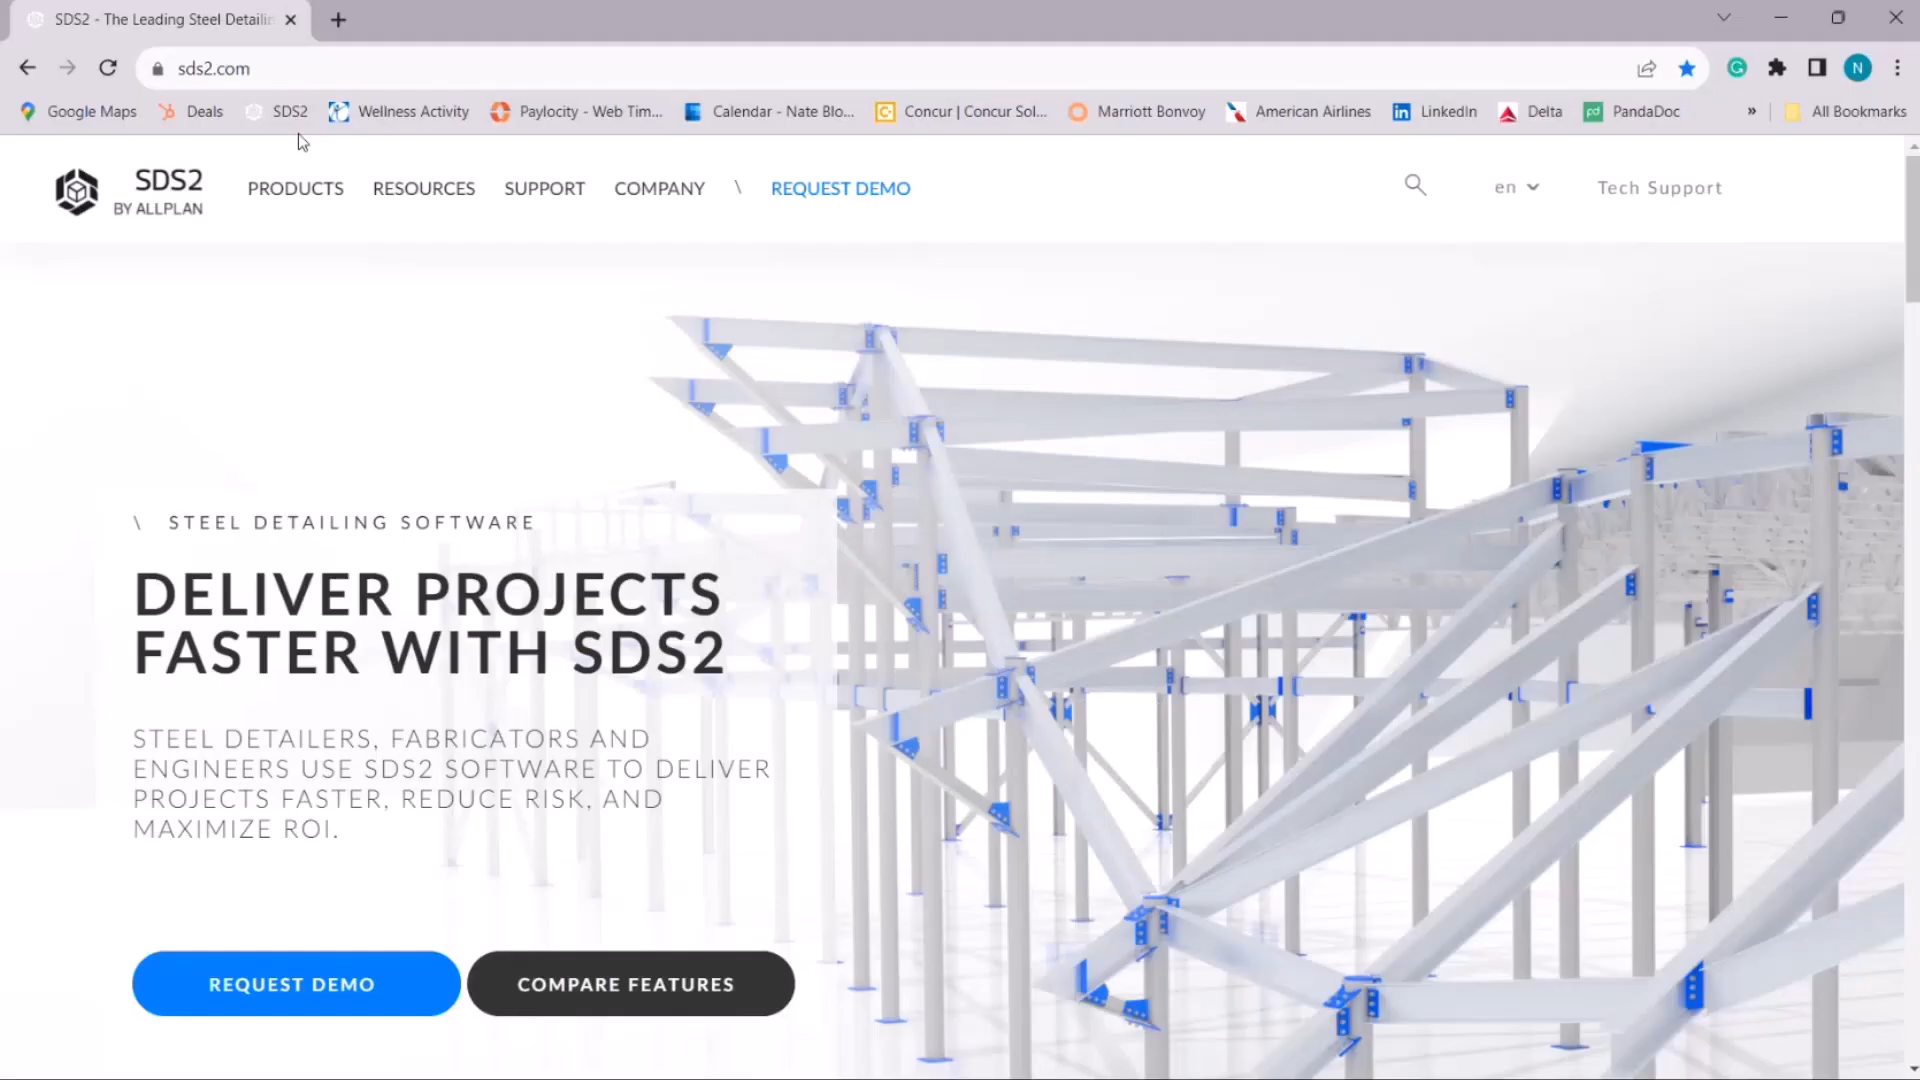 SDS2 - The Leading Steel Detailin
sds2.com
N
Google Maps
Deals
SDS2
Wellness Activity
Paylocity - Web Tim...
Calendar - Nate Blo...
Concur | Concur Sol...
Marriott Bonvoy
American Airlines
LinkedIn
Delta
PandaDoc
»
All Bookmarks
SDS2
BY ALLPLAN
PRODUCTS
RESOURCES
SUPPORT
COMPANY
\
REQUEST DEMO
en
Tech Support
\ STEEL DETAILING SOFTWARE
DELIVER PROJECTS
FASTER WITH SDS2
STEEL DETAILERS, FABRICATORS AND
ENGINEERS USE SDS2 SOFTWARE TO DELIVER
PROJECTS FASTER, REDUCE RISK, AND
MAXIMIZE ROI.
REQUEST DEMO
COMPARE FEATURES